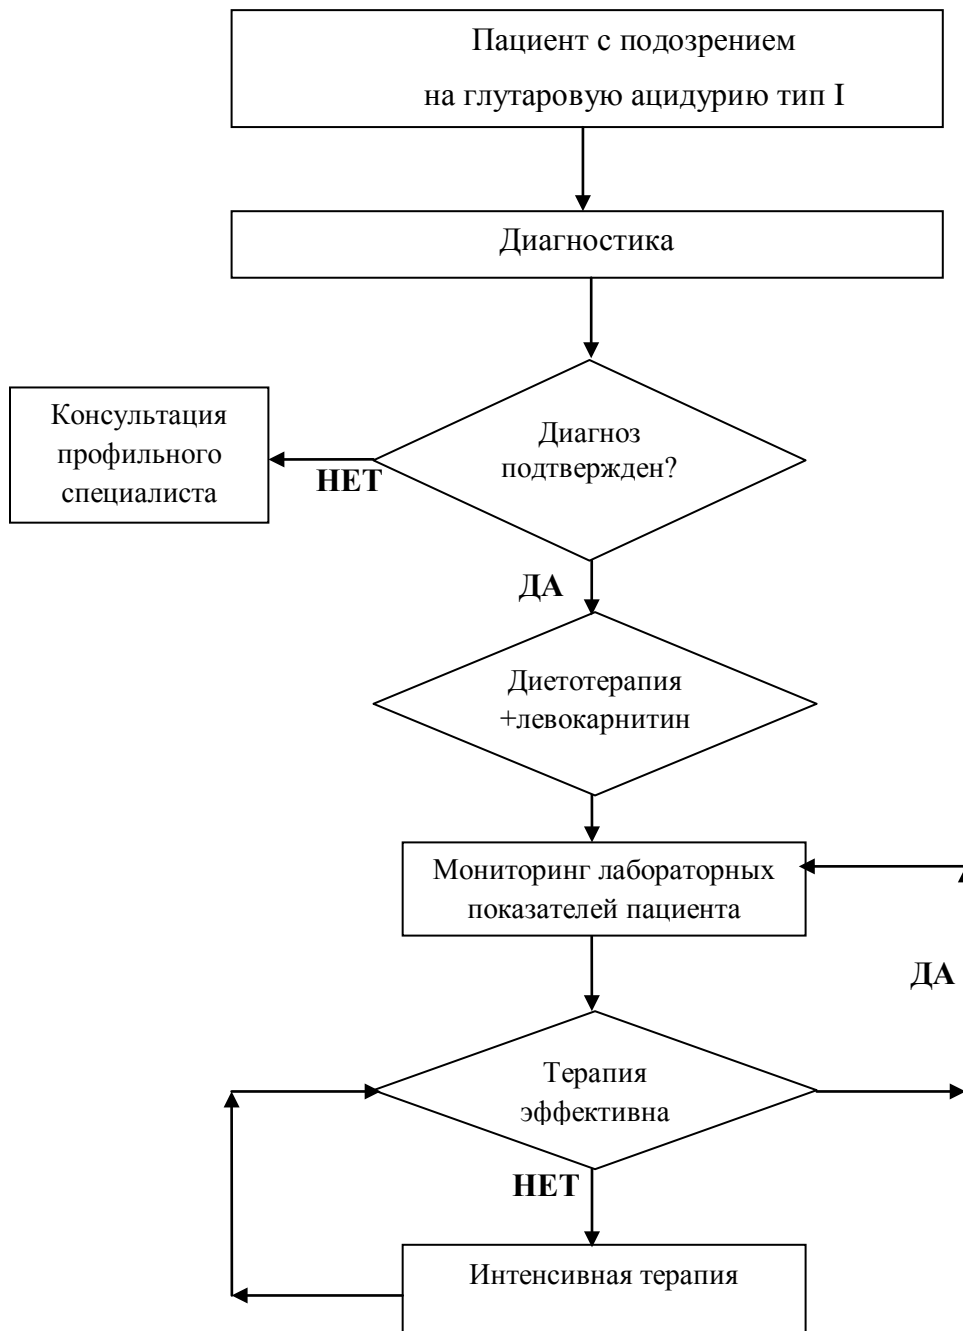 Пациент с подозрением
на глутаровую ацидурию тип I
Диагностика
Диагноз
подтвержден?
Консультация
профильного
специалиста
НЕТ
ДА
Диетотерапия
+левокарнитин
Мониторинг лабораторных
показателей пациента
ДА
Терапия
эффективна
НЕТ
Интенсивная терапия